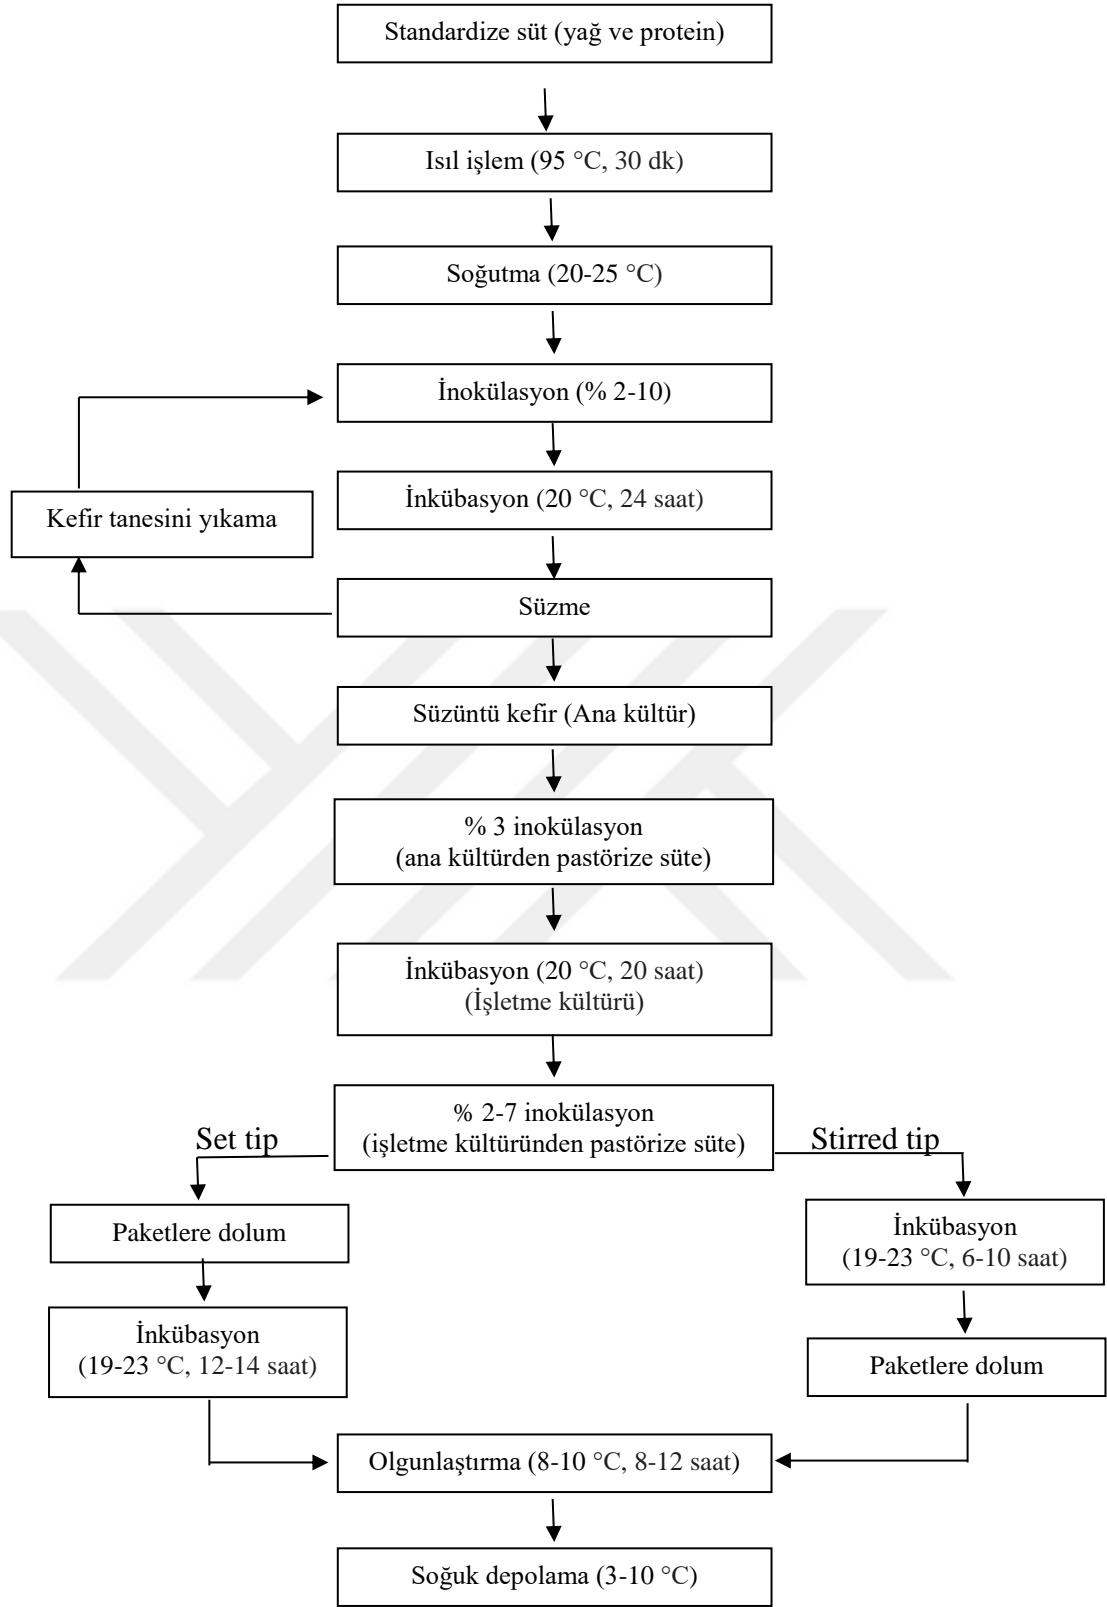 Standardize süt (yağ ve protein)
Isıl işlem (95 °C, 30 dk)
Soğutma (20-25 °C)
İnokülasyon (% 2-10)
İnkübasyon (20 °C, 24 saat)
Kefir tanesini yıkama
Süzme
Süzüntü kefir (Ana kültür)
% 3 inokülasyon
(ana kültürden pastörize süte)
İnkübasyon (20 °C, 20 saat)
(İşletme kültürü)
% 2-7 inokülasyon
(işletme kültüründen pastörize süte)
Set tip
Stirred tip
Paketlere dolum
İnkübasyon
(19-23 °C, 12-14 saat)
İnkübasyon
(19-23 °C, 6-10 saat)
Paketlere dolum
Olgunlaştırma (8-10 °C, 8-12 saat)
Soğuk depolama (3-10 °C)